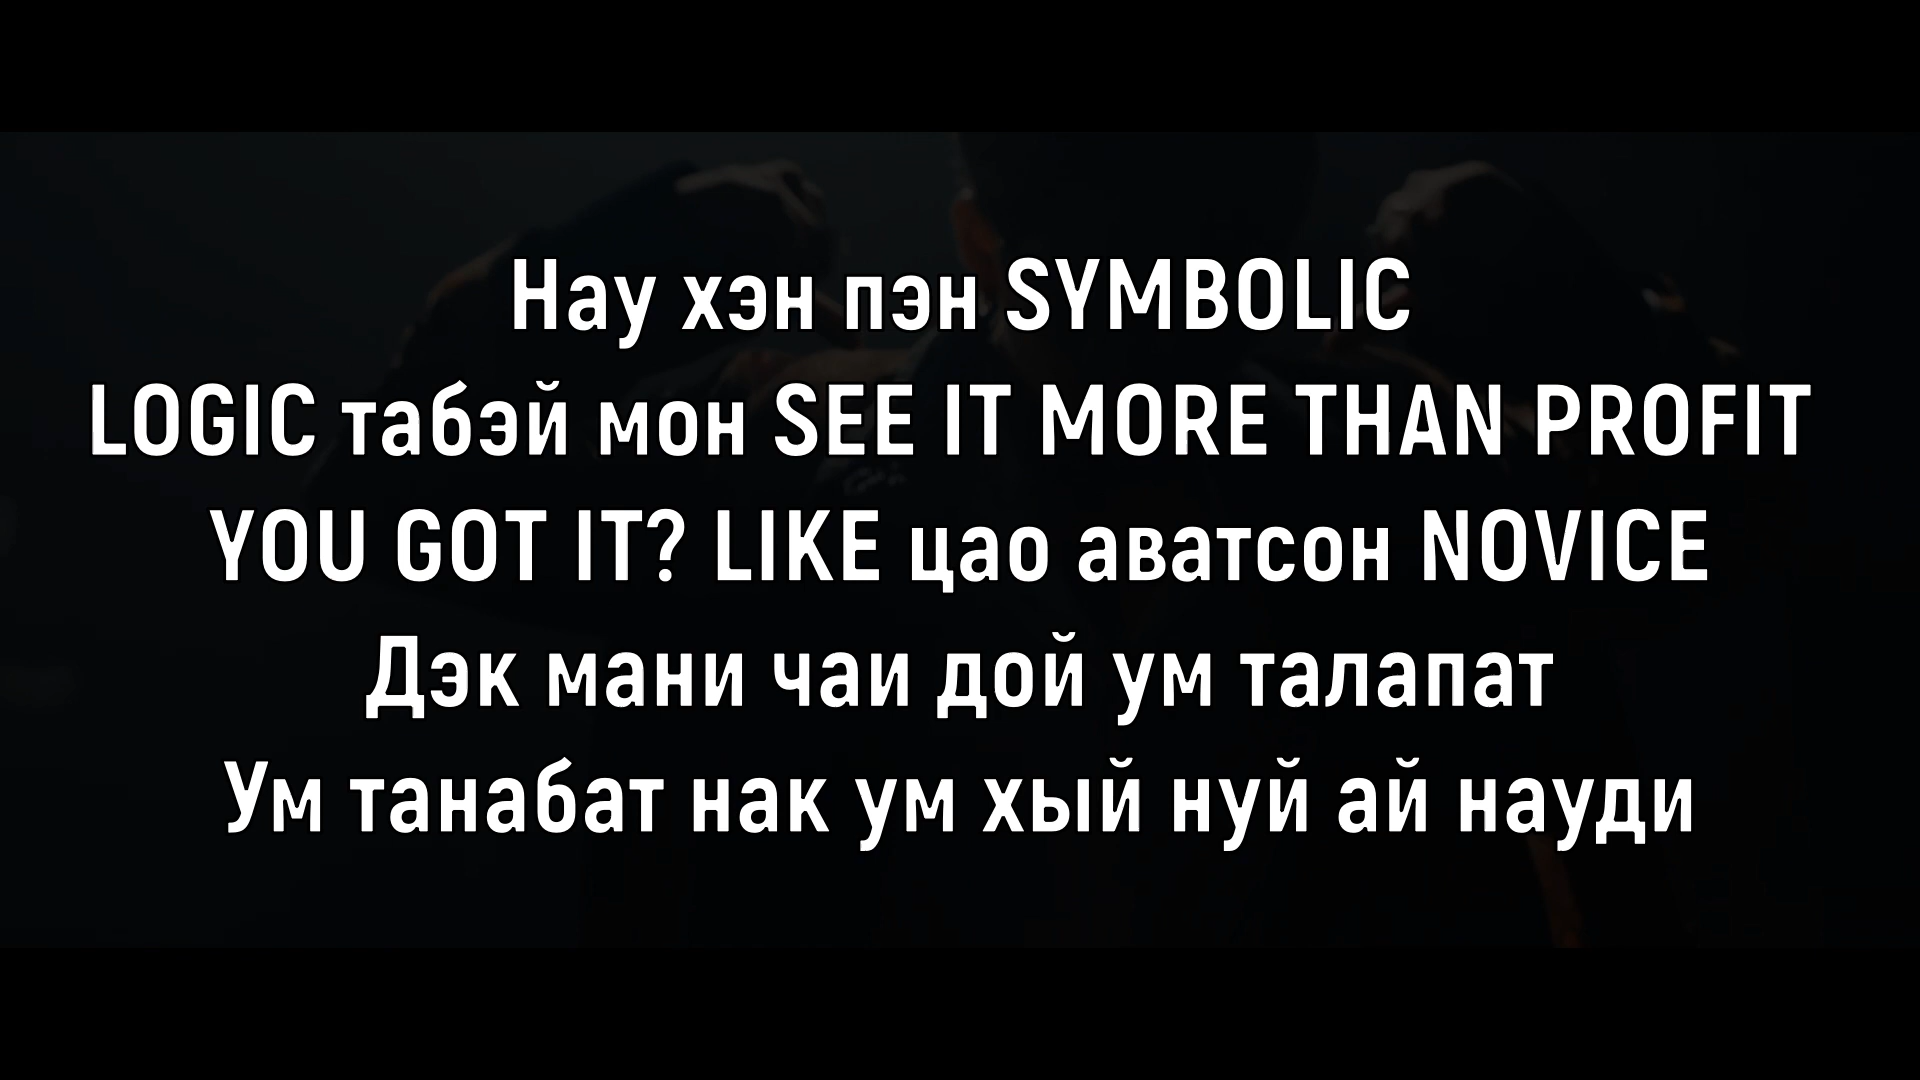 Нау хэн пэн SYMBOLIC
LOGIC табэй мон SEE IT MORE THAN PROFIT
YOU GOT IT? LIKE цао аватсон NOVICE
Дэк мани чаи дой ум талапат
Ум танабат нак ум хый нуй ай науди